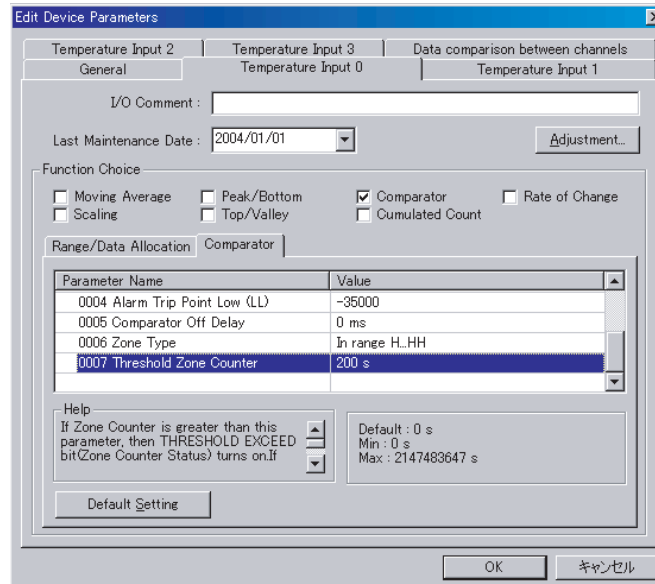 Edit Device Parameters
Temperature Input 2 Temperature Input 3 Data comparison between channels
General Temperature Input 0 Temperature Input 1
I/O Comment :
Last Maintenance Date : 2004/01/01 Adjustment...
Function Choice
Moving Average Peak/Bottom Comparator Rate of Change
Scaling Top/Valley Cumulated Count
Range/Data Allocation Comparator
Parameter Name Value
0004 Alarm Trip Point Low (LL) -35000
0005 Comparator Off Delay 0 ms
0006 Zone Type In range H...HH
0007 Threshold Zone Counter 200 s
Help
If Zone Counter is greater than this
parameter, then THRESHOLD EXCEED
bit(Zone Counter Status) turns on.If
Default : 0 s
Min : 0 s
Max : 2147483647 s
Default Setting
OK キャンセル